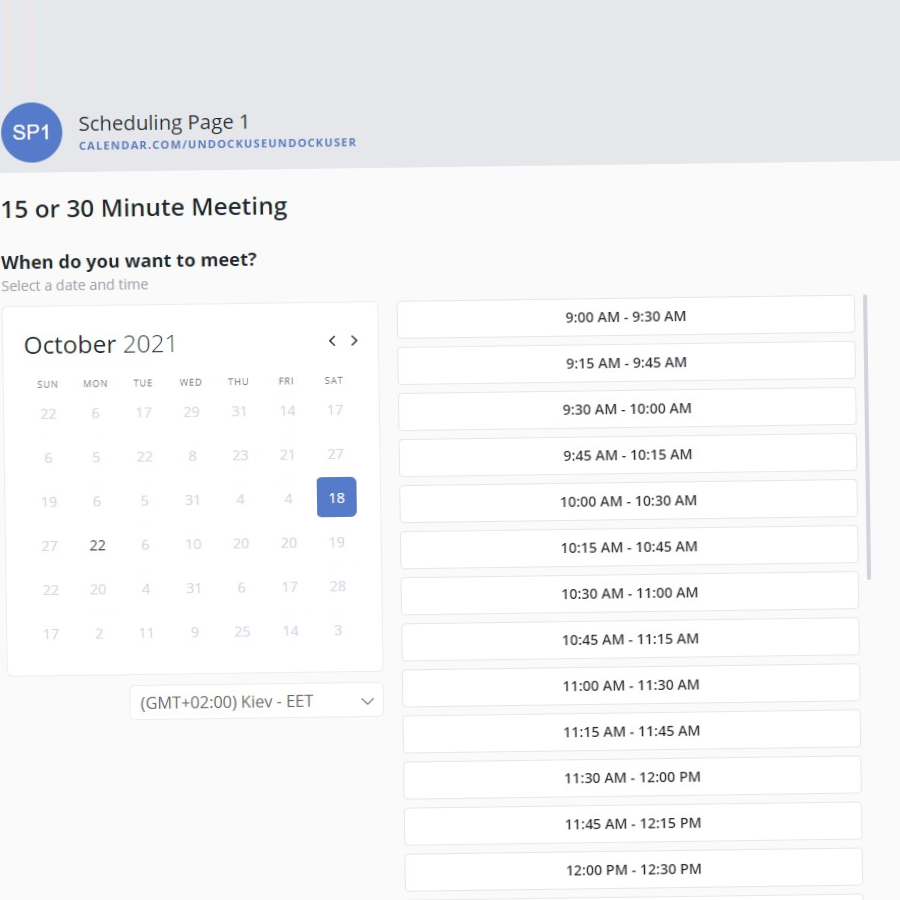 SP1
Scheduling Page 1
CALENDAR.COM/UNDOCKUSEUNDOCKUSER
15 or 30 Minute Meeting
When do you want to meet?
Select a date and time
October 2021
SUN MON TUE WED THU FRI SAT
22 6 17 29 31 14 17
6 5 22 8 23 21 27
19 6 5 31 4 4 18
27 22 6 10 20 20 19
22 20 4 31 6 17 28
17 2 11 9 25 14 3
(GMT+02:00) Kiev - EET
9:00 AM - 9:30 AM
9:15 AM - 9:45 AM
9:30 AM - 10:00 AM
9:45 AM - 10:15 AM
10:00 AM - 10:30 AM
10:15 AM - 10:45 AM
10:30 AM - 11:00 AM
10:45 AM - 11:15 AM
11:00 AM - 11:30 AM
11:15 AM - 11:45 AM
11:30 AM - 12:00 PM
11:45 AM - 12:15 PM
12:00 PM - 12:30 PM